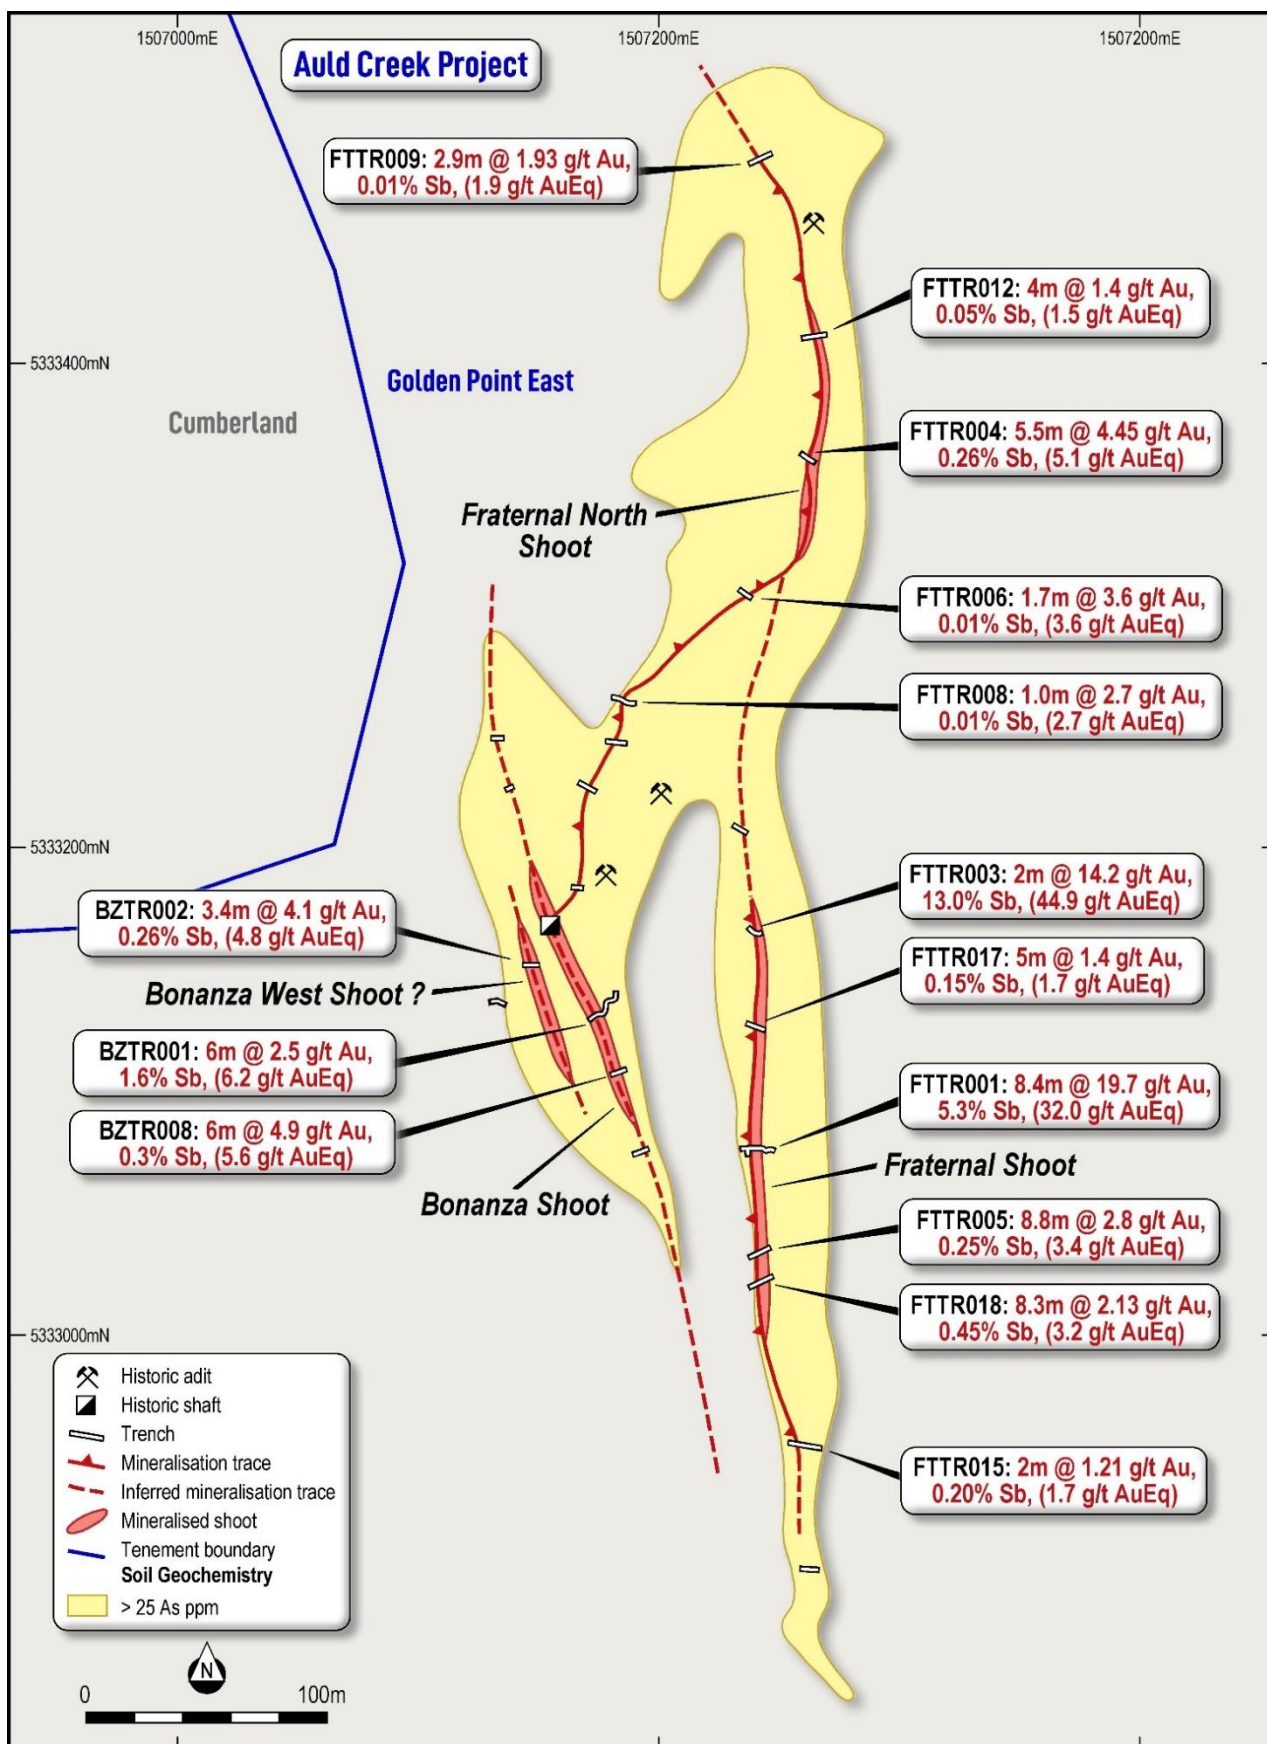 1507000mE
1507200mE
1507200mE
Auld Creek Project
FTTR009: 2.9m @ 1.93 g/t Au,
0.01% Sb, (1.9 g/t AuEq)
FTTR012: 4m @ 1.4 g/t Au,
0.05% Sb, (1.5 g/t AuEq)
5333400mN
Golden Point East
Cumberland
FTTR004: 5.5m @ 4.45 g/t Au,
0.26% Sb, (5.1 g/t AuEq)
Fraternal North
Shoot
FTTR006: 1.7m @ 3.6 g/t Au,
0.01% Sb, (3.6 g/t AuEq)
FTTR008: 1.0m @ 2.7 g/t Au,
0.01% Sb, (2.7 g/t AuEq)
5333200mN
FTTR003: 2m @ 14.2 g/t Au,
13.0% Sb, (44.9 g/t AuEq)
BZTR002: 3.4m @ 4.1 g/t Au,
0.26% Sb, (4.8 g/t AuEq)
FTTR017: 5m @ 1.4 g/t Au,
0.15% Sb, (1.7 g/t AuEq)
Bonanza West Shoot ?
BZTR001: 6m @ 2.5 g/t Au,
1.6% Sb, (6.2 g/t AuEq)
FTTR001: 8.4m @ 19.7 g/t Au,
5.3% Sb, (32.0 g/t AuEq)
BZTR008: 6m @ 4.9 g/t Au,
0.3% Sb, (5.6 g/t AuEq)
Fraternal Shoot
Bonanza Shoot
FTTR005: 8.8m @ 2.8 g/t Au,
0.25% Sb, (3.4 g/t AuEq)
FTTR018: 8.3m @ 2.13 g/t Au,
0.45% Sb, (3.2 g/t AuEq)
5333000mN
Historic adit
Historic shaft
Trench
Mineralisation trace
Inferred mineralisation trace
Mineralised shoot
Tenement boundary
Soil Geochemistry
> 25 As ppm
FTTR015: 2m @ 1.21 g/t Au,
0.20% Sb, (1.7 g/t AuEq)
N
0 100m